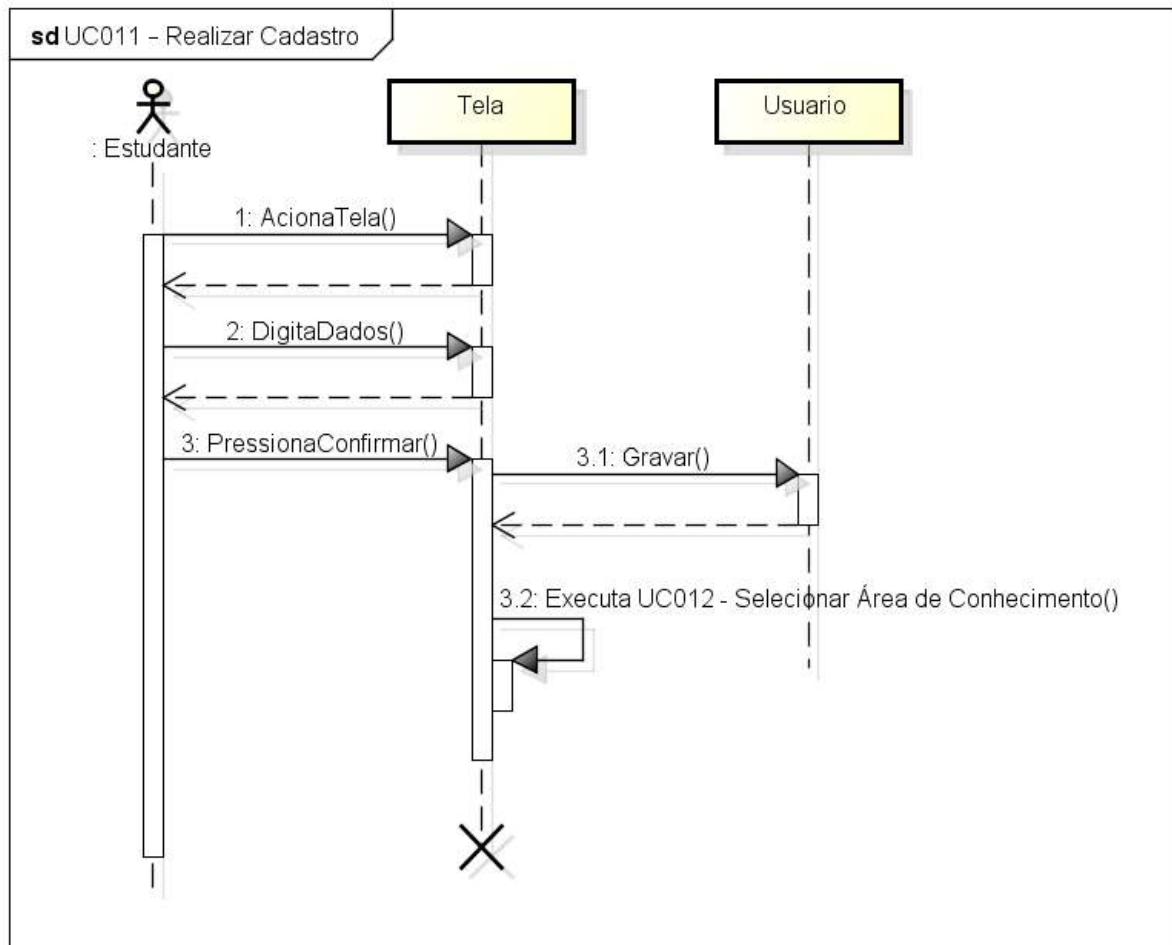 sd UC011 - Realizar Cadastro
: Estudante
Tela
Usuario
1: AcionaTela()
2: DigitaDados()
3: PressionaConfirmar()
3.1: Gravar()
3.2: Executa UC012 - Selecionar Área de Conhecimento()